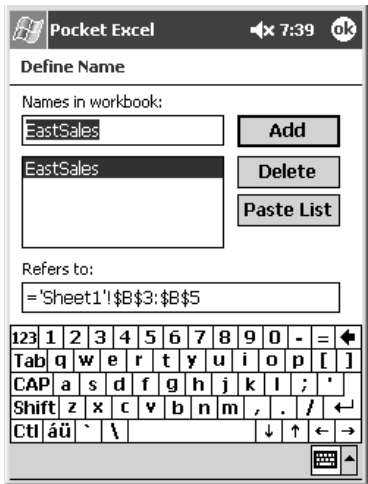 Pocket Excel 7:39 ok
Define Name
Names in workbook:
EastSales Add
EastSales Delete
Paste List
Refers to:
='Sheet1'!$B$3:$B$5
123 1 2 3 4 5 6 7 8 9 0 - =
Tab q w e r t y u i o p [ ]
CAP a s d f g h j k l ; '
Shift z x c v b n m , . /
Ctl áü ` \